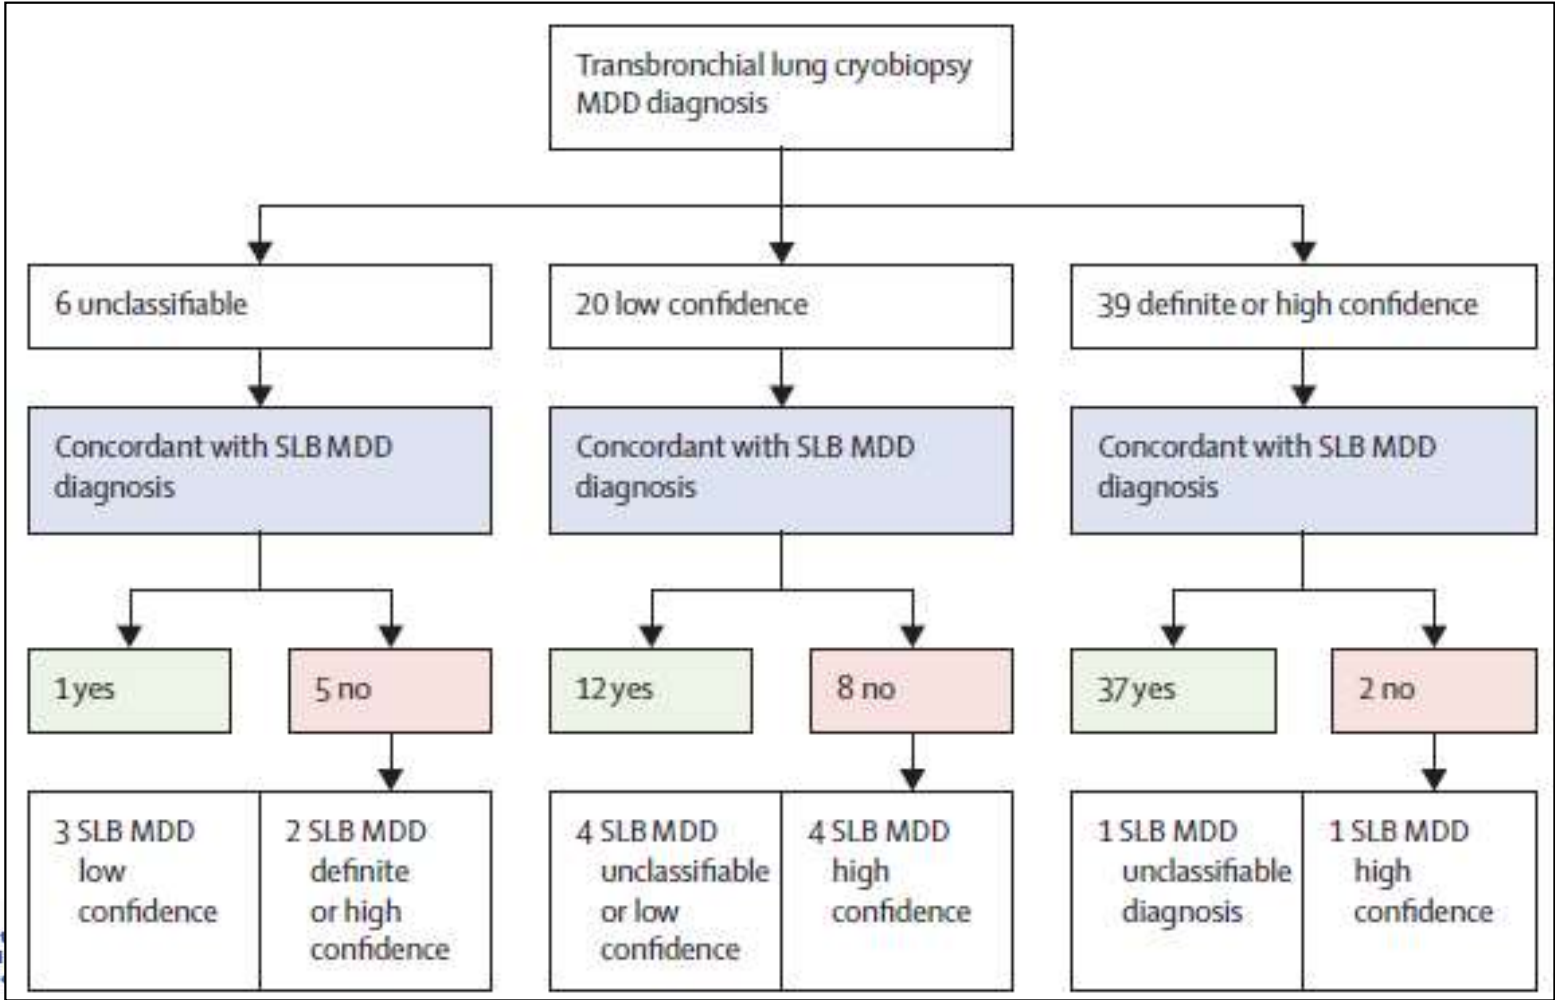 Transbronchial lung cryobiopsy
MDD diagnosis
6 unclassifiable
20 low confidence
39 definite or high confidence
Concordant with SLB MDD
diagnosis
Concordant with SLB MDD
diagnosis
Concordant with SLB MDD
diagnosis
1 yes
5 no
12 yes
8 no
37 yes
2 no
3 SLB MDD
low
confidence
2 SLB MDD
definite
or high
confidence
4 SLB MDD
unclassifiable
or low
confidence
4 SLB MDD
high
confidence
1 SLB MDD
unclassifiable
diagnosis
1 SLB MDD
high
confidence